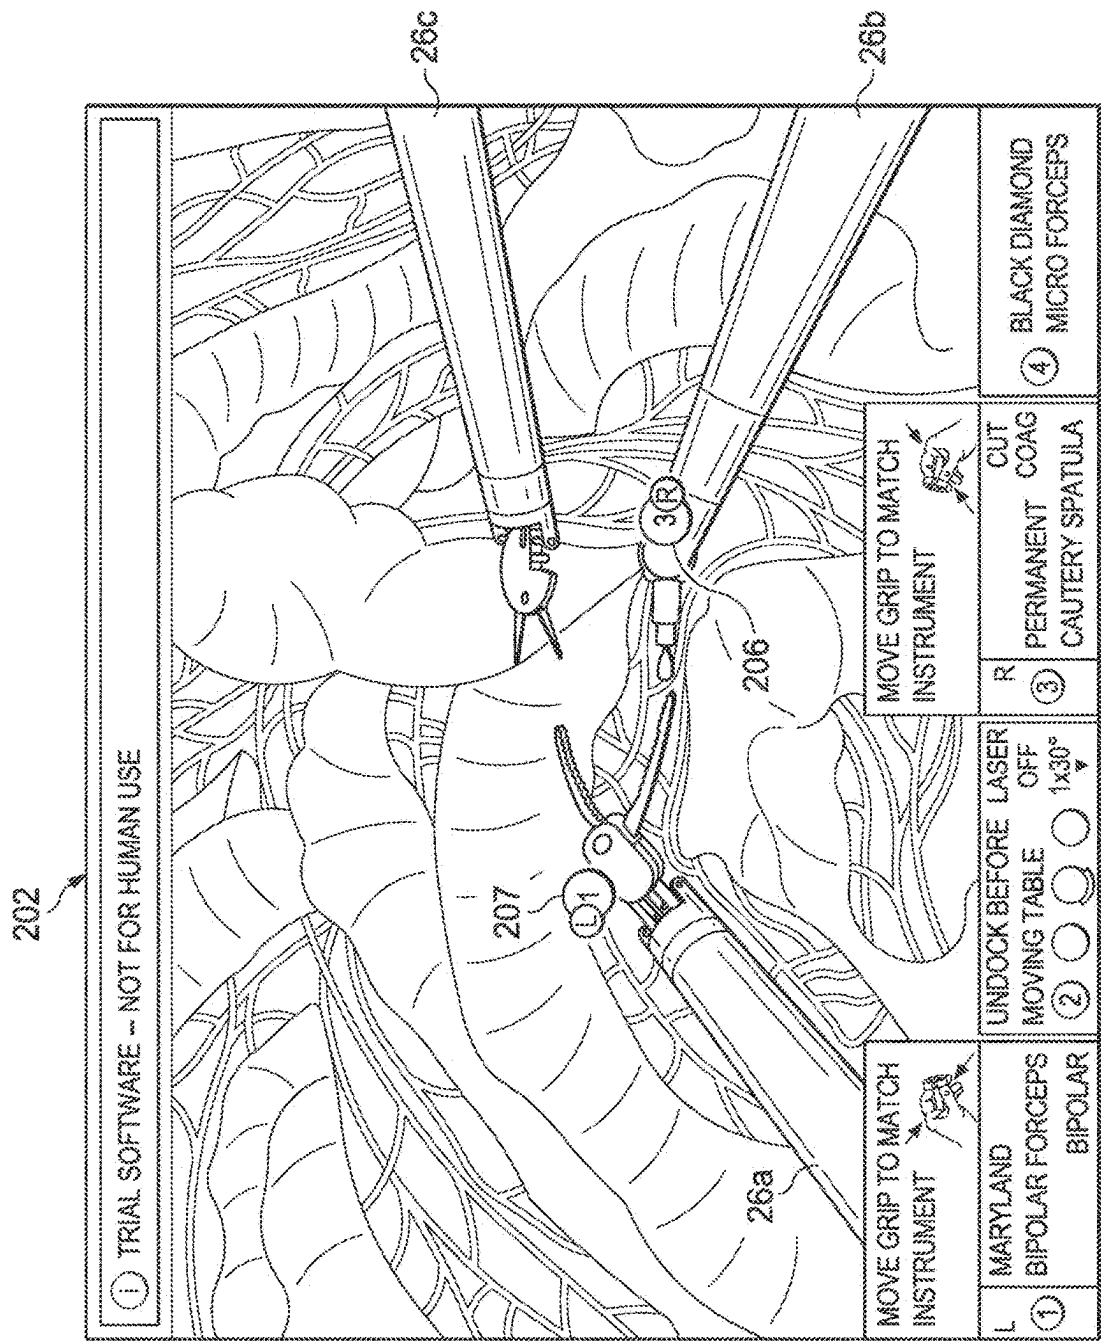 202
ⓘ TRIAL SOFTWARE – NOT FOR HUMAN USE
26c
26b
207
L 1
3 R
206
26a
MOVE GRIP TO MATCH
INSTRUMENT
MOVE GRIP TO MATCH
INSTRUMENT
L
1
MARYLAND
BIPOLAR FORCEPS
BIPOLAR
UNDOCK BEFORE LASER
MOVING TABLE OFF
2 1x30°
R
3
CUT
PERMANENT COAG
CAUTERY SPATULA
4
BLACK DIAMOND
MICRO FORCEPS